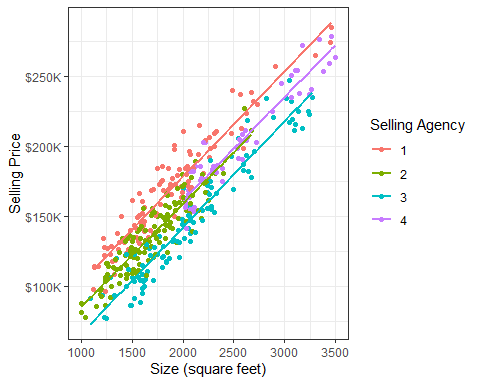 Selling Price
$250K
$200K
$150K
$100K
1000 1500 2000 2500 3000 3500
Size (square feet)
Selling Agency
1
2
3
4